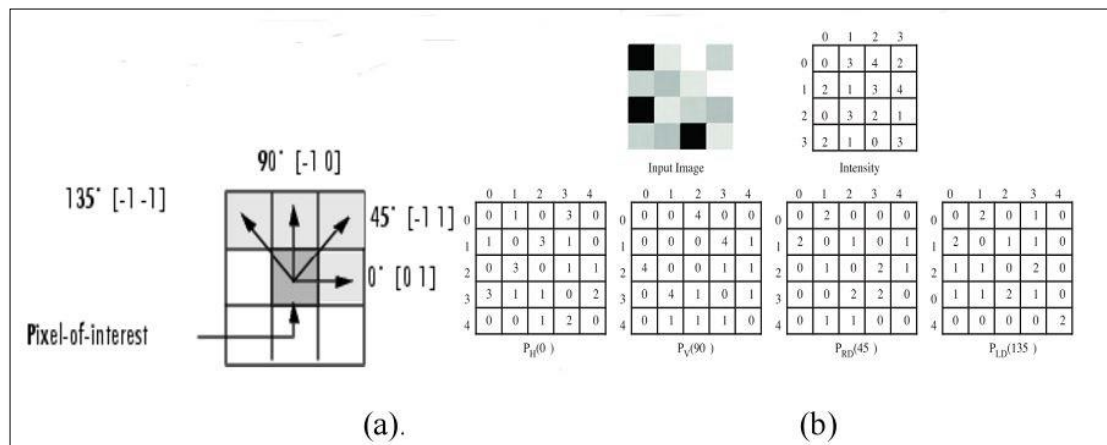 90° [-1 0]
135° [-1 -1]
45° [-1 1]
0° [0 1]
Pixel-of-interest
(a).
Input Image
0 1 2 3
0 0 3 4 2
1 2 1 3 4
2 0 3 2 1
3 2 1 0 3
Intensity
0 1 2 3 4
0 0 1 0 3 0
1 1 0 3 1 0
2 0 3 0 1 1
3 3 1 1 0 2
4 0 0 1 2 0
P_H(0 )
0 1 2 3 4
0 0 0 4 0 0
1 0 0 0 4 1
2 4 0 0 0 1
3 0 4 1 0 1
4 0 1 1 1 0
P_V(90 )
0 1 2 3 4
0 0 2 0 0 0
1 2 0 1 0 1
2 0 1 0 2 1
3 0 0 2 2 0
4 0 1 1 0 0
P_RD(45 )
0 1 2 3 4
0 0 2 0 1 0
1 2 0 1 1 0
2 1 1 0 2 0
0 1 1 2 1 0
4 0 0 0 0 2
P_LD(135 )
(b)